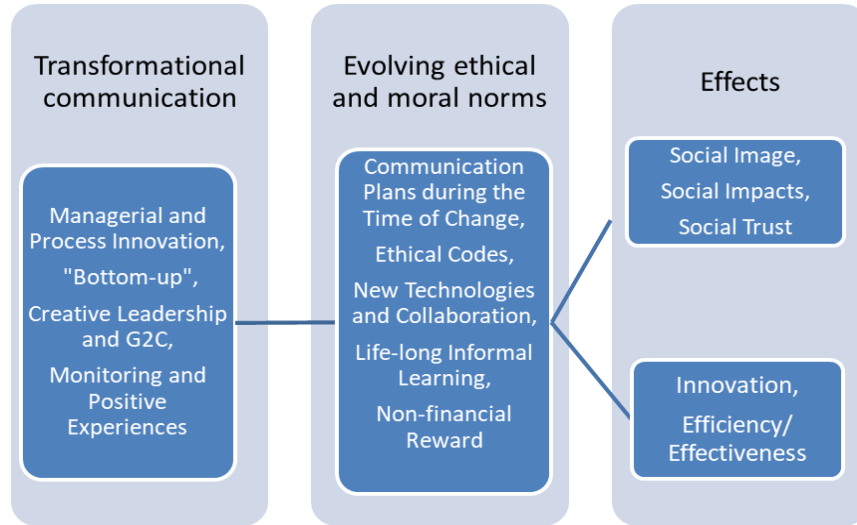 Transformational
communication
Managerial and
Process Innovation,
"Bottom-up",
Creative Leadership
and G2C,
Monitoring and
Positive
Experiences
Evolving ethical
and moral norms
Communication
Plans during the
Time of Change,
Ethical Codes,
New Technologies
and Collaboration,
Life-long Informal
Learning,
Non-financial
Reward
Effects
Social Image,
Social Impacts,
Social Trust
Innovation,
Efficiency/
Effectiveness